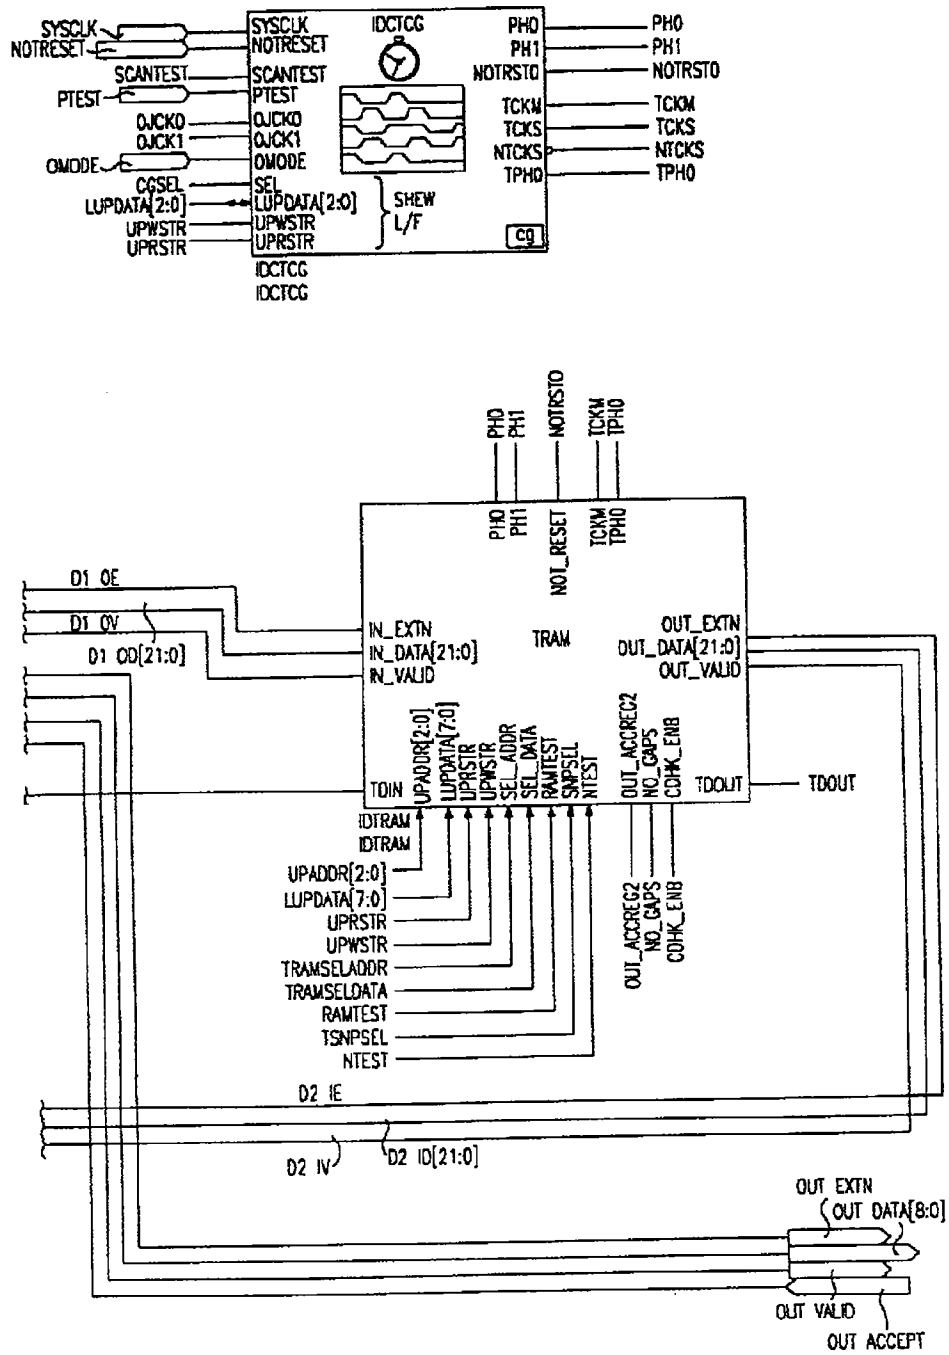 SYSCLK
NOTRESET
SCANTEST
PTEST
OJCK0
OJCK1
OMODE
CGSEL
LUPDATA[2:0]
UPWSTR
UPRSTR
IDCTCG
SYSCLK
NOTRESET
SCANTEST
PTEST
OJCK0
OJCK1
OMODE
SEL
LUPDATA[2:0]
UPWSTR
UPRSTR
SHEW
L/F
cg
PH0
PH1
NOTRST0
TCKM
TCKS
NTCKS
TPH0
PH0
PH1
NOTRST0
TCKM
TCKS
NTCKS
TPH0
IDCTCG
IDCTCG
PH0
PH1
NOTRST0
TCKM
TPH0
PH0
PH1
NOT_RESET
TCKM
TPH0
D1 OE
D1 OV
D1 OD[21:0]
IN_EXTN
IN_DATA[21:0]
IN_VALID
TRAM
OUT_EXTN
OUT_DATA[21:0]
OUT_VALID
TDIN
UPADDR[2:0]
LUPDATA[7:0]
UPRSTR
UPWSTR
SEL_ADDR
SEL_DATA
RAMTEST
SNPSEL
NTEST
OUT_ACCREG2
NO_GAPS
CDHK_ENB
TDOUT
TDOUT
IDTRAM
IDTRAM
UPADDR[2:0]
LUPDATA[7:0]
UPRSTR
UPWSTR
TRAMSELADDR
TRAMSELDATA
RAMTEST
TSNPSEL
NTEST
OUT_ACCREG2
NO_GAPS
CDHK_ENB
D2 IE
D2 IV
D2 ID[21:0]
OUT EXTN
OUT DATA[8:0]
OUT VALID
OUT ACCEPT